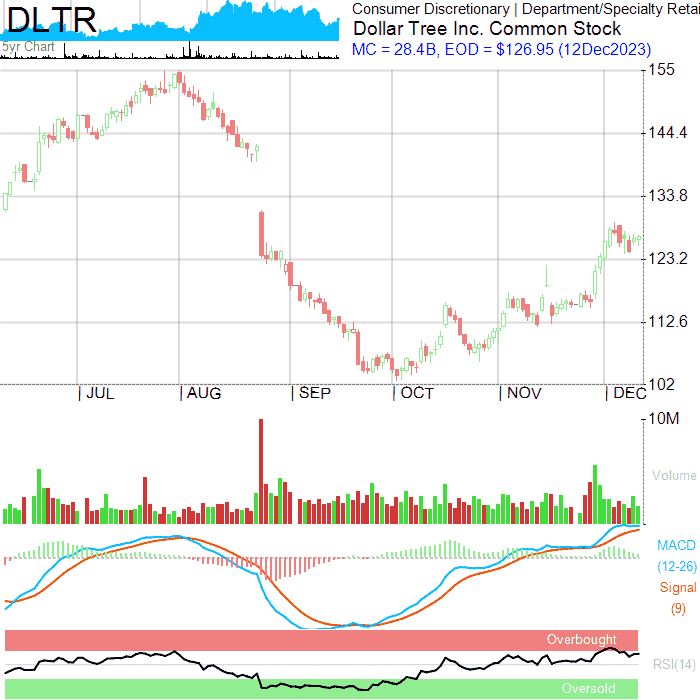 DLTR
5yr Chart
Consumer Discretionary | Department/Specialty Retai
Dollar Tree Inc. Common Stock
MC = 28.4B, EOD = $126.95 (12Dec2023)
155
144.4
133.8
123.2
112.6
102
JUL AUG SEP OCT NOV DEC
10M
Volume
MACD
(12-26)
Signal
(9)
Overbought
RSI(14)
Oversold